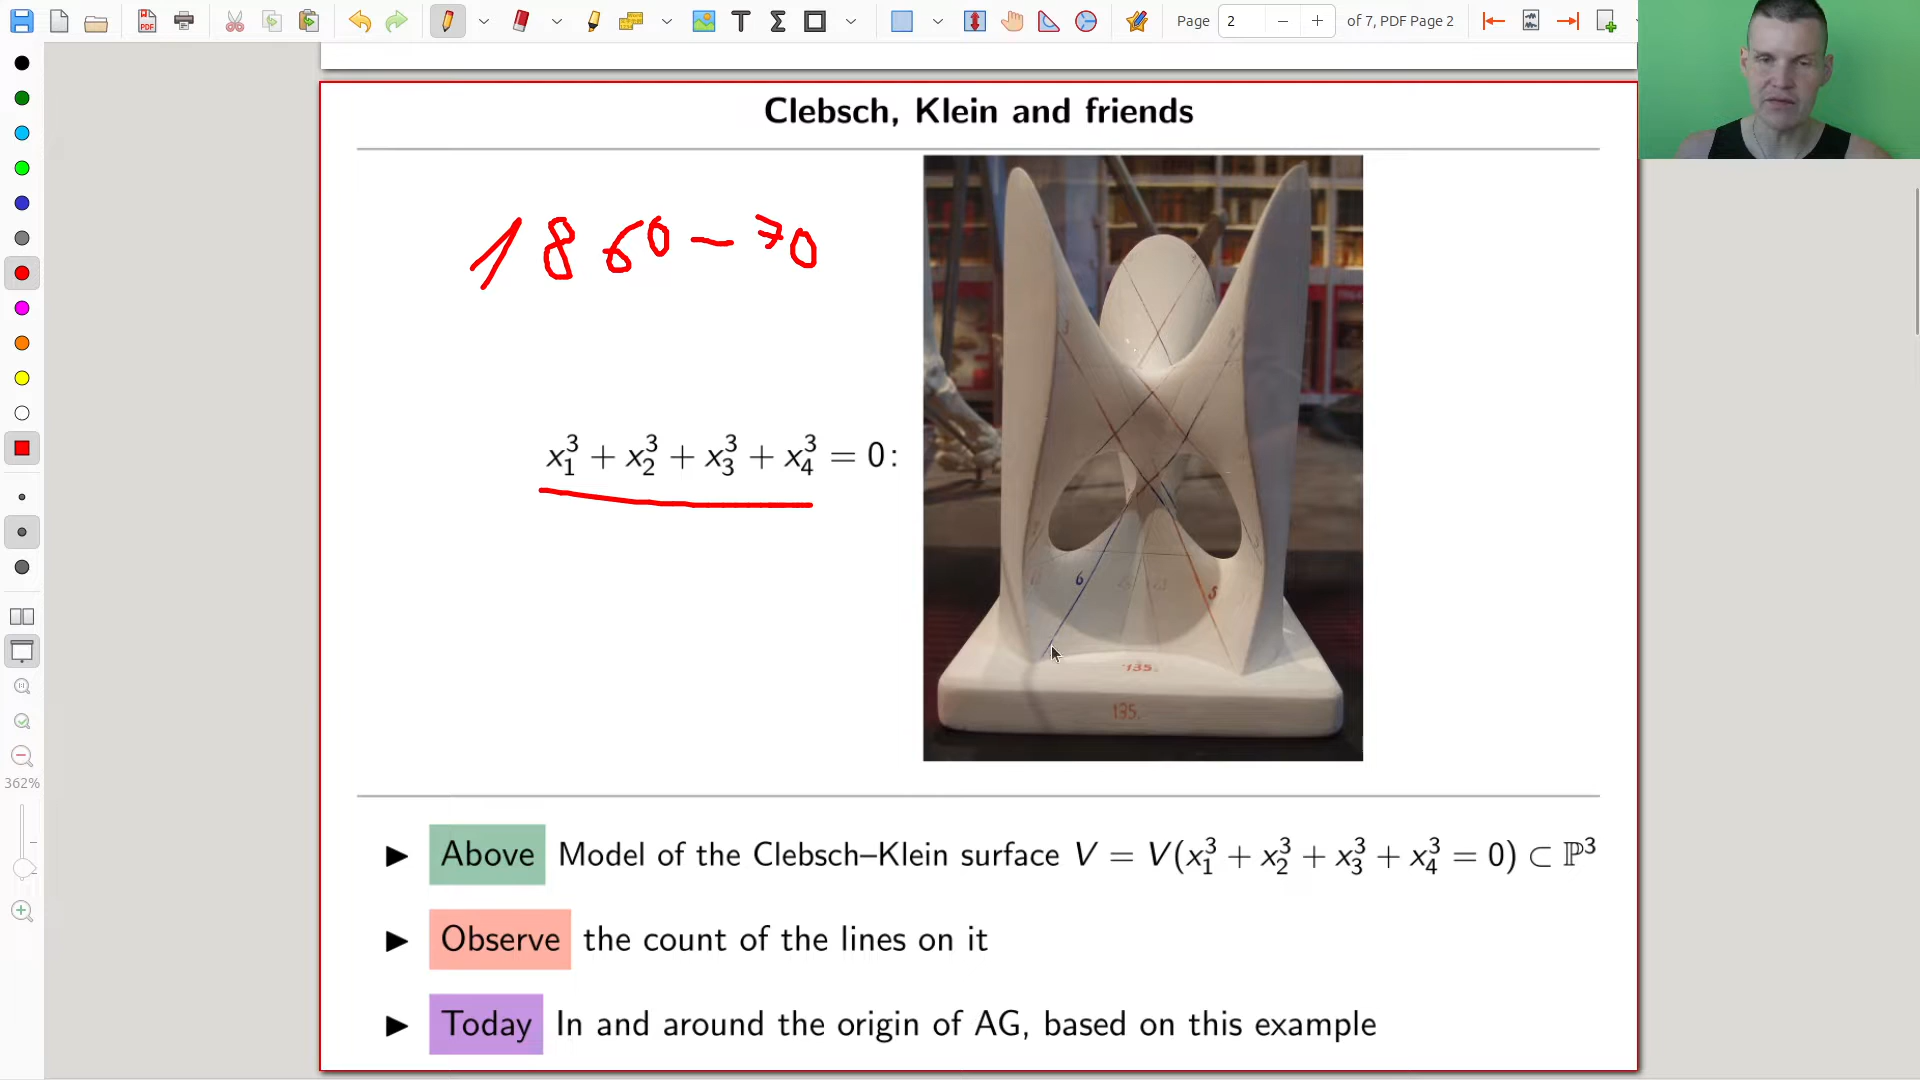 Page 2 of 7, PDF Page 2
Clebsch, Klein and friends
1860-70
x₁³ + x₂³ + x₃³ + x₄³ = 0:
6
5
135.
135.
362%
▶ Above Model of the Clebsch–Klein surface V = V(x₁³ + x₂³ + x₃³ + x₄³ = 0) ⊂ ℙ³
▶ Observe the count of the lines on it
▶ Today In and around the origin of AG, based on this example